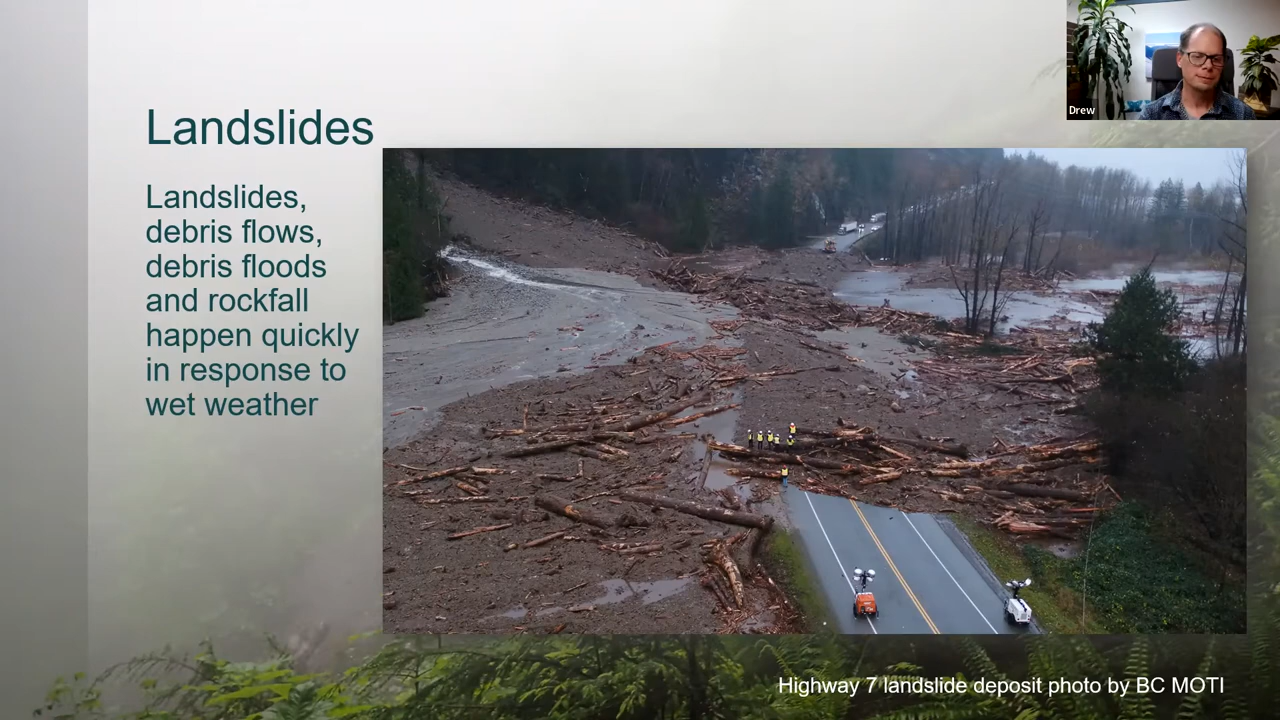 Drew
Landslides
Landslides,
debris flows,
debris floods
and rockfall
happen quickly
in response to
wet weather
Highway 7 landslide deposit photo by BC MOTI